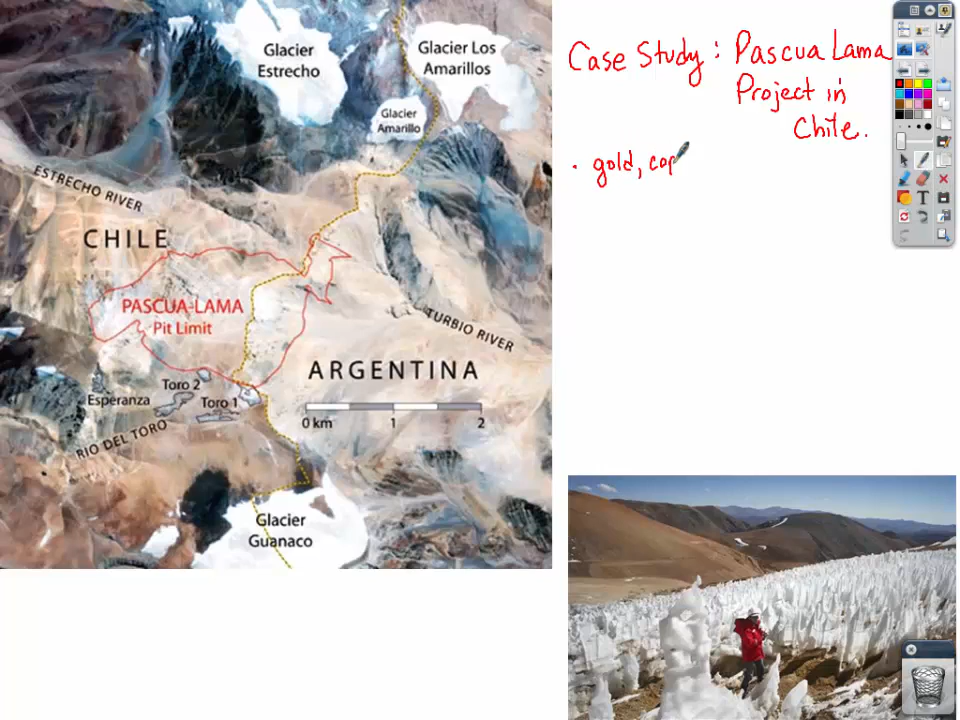 Glacier
Estrecho
Glacier Los
Amarillos
Glacier
Amarillo
ESTRECHO RIVER
CHILE
PASCUA-LAMA
Pit Limit
TURBIO RIVER
ARGENTINA
Toro 2
Esperanza
Toro 1
0 km 1 2
RIO DEL TORO
Glacier
Guanaco
Case Study : Pascua Lama
Project in
Chile.
· gold, cop
T